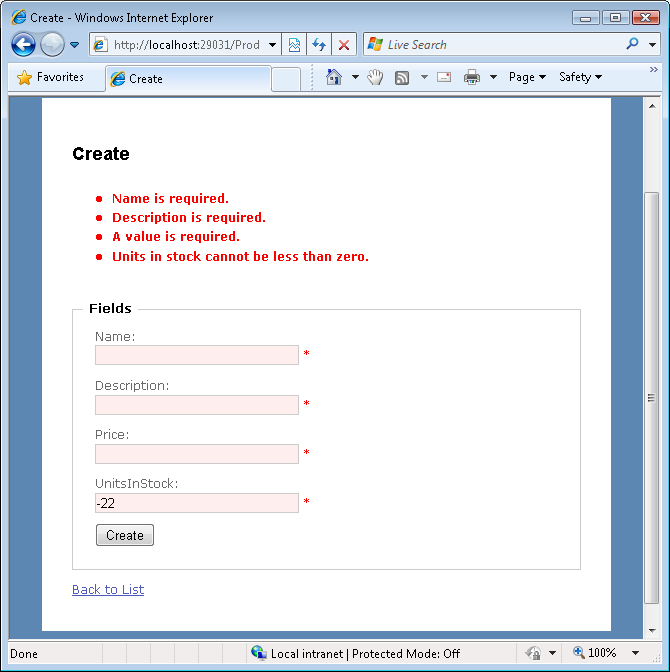 Create - Windows Internet Explorer
http://localhost:29031/Prod
Live Search
Favorites
Create
Page
Safety
»
Create
• Name is required.
• Description is required.
• A value is required.
• Units in stock cannot be less than zero.
Fields
Name:
*
Description:
*
Price:
*
UnitsInStock:
-22 *
Create
Back to List
Done
Local intranet | Protected Mode: Off
100%